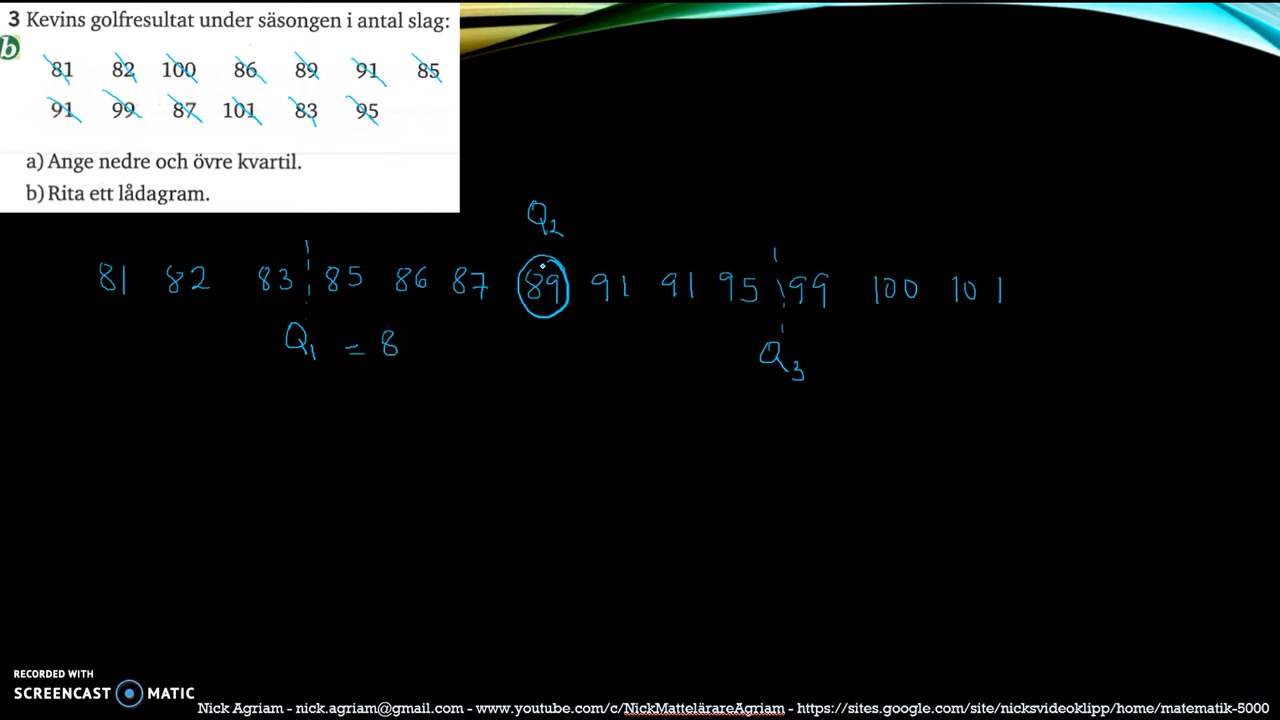 3 Kevins golfresultat under säsongen i antal slag:
b
81 82 100 86 89 91 85
91 99 87 101 83 95
a) Ange nedre och övre kvartil.
b) Rita ett lådagram.
Q2
81 82 83 85 86 87 89 91 91 95 99 100 101
Q1 = 8
Q3
RECORDED WITH
SCREENCAST MATIC
Nick Agriam - nick.agriam@gmail.com - www.youtube.com/c/NickMattelärareAgriam - https://sites.google.com/site/nicksvideoklipp/home/matematik-5000